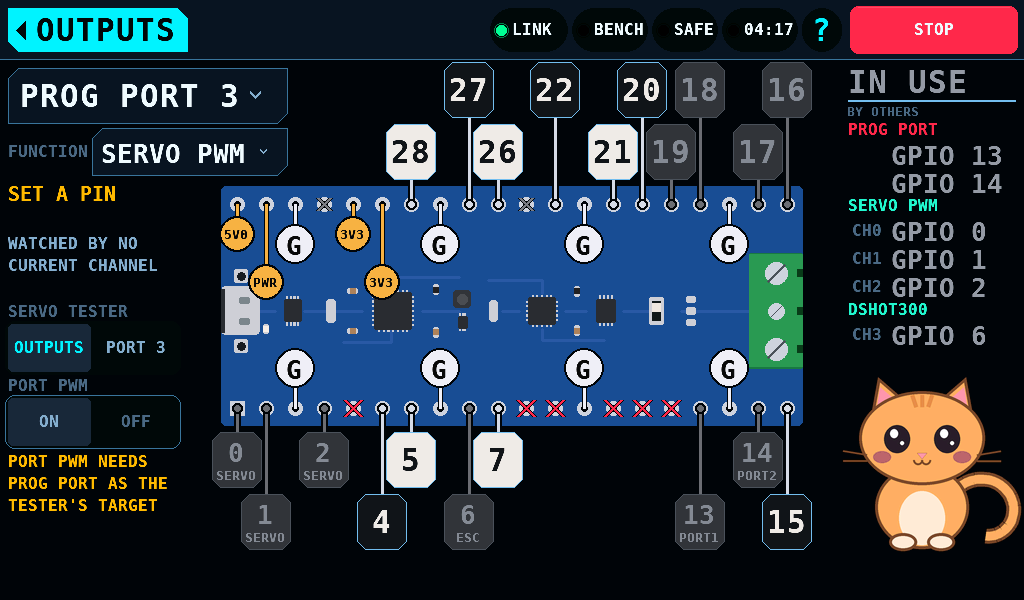 OUTPUTS
LINK
BENCH
SAFE
04:17
?
STOP
PROG PORT 3
FUNCTION
SERVO PWM
SET A PIN
WATCHED BY NO
CURRENT CHANNEL
SERVO TESTER
OUTPUTS
PORT 3
PORT PWM
ON
OFF
PORT PWM NEEDS
PROG PORT AS THE
TESTER'S TARGET
27
22
20
18
16
28
26
21
19
17
5V0
G
3V3
G
G
G
PWR
3V3
G
G
G
G
0
SERVO
2
SERVO
5
7
14
PORT2
1
SERVO
4
6
ESC
13
PORT1
15
IN USE
BY OTHERS
PROG PORT
GPIO 13
GPIO 14
SERVO PWM
CH0 GPIO 0
CH1 GPIO 1
CH2 GPIO 2
DSHOT300
CH3 GPIO 6